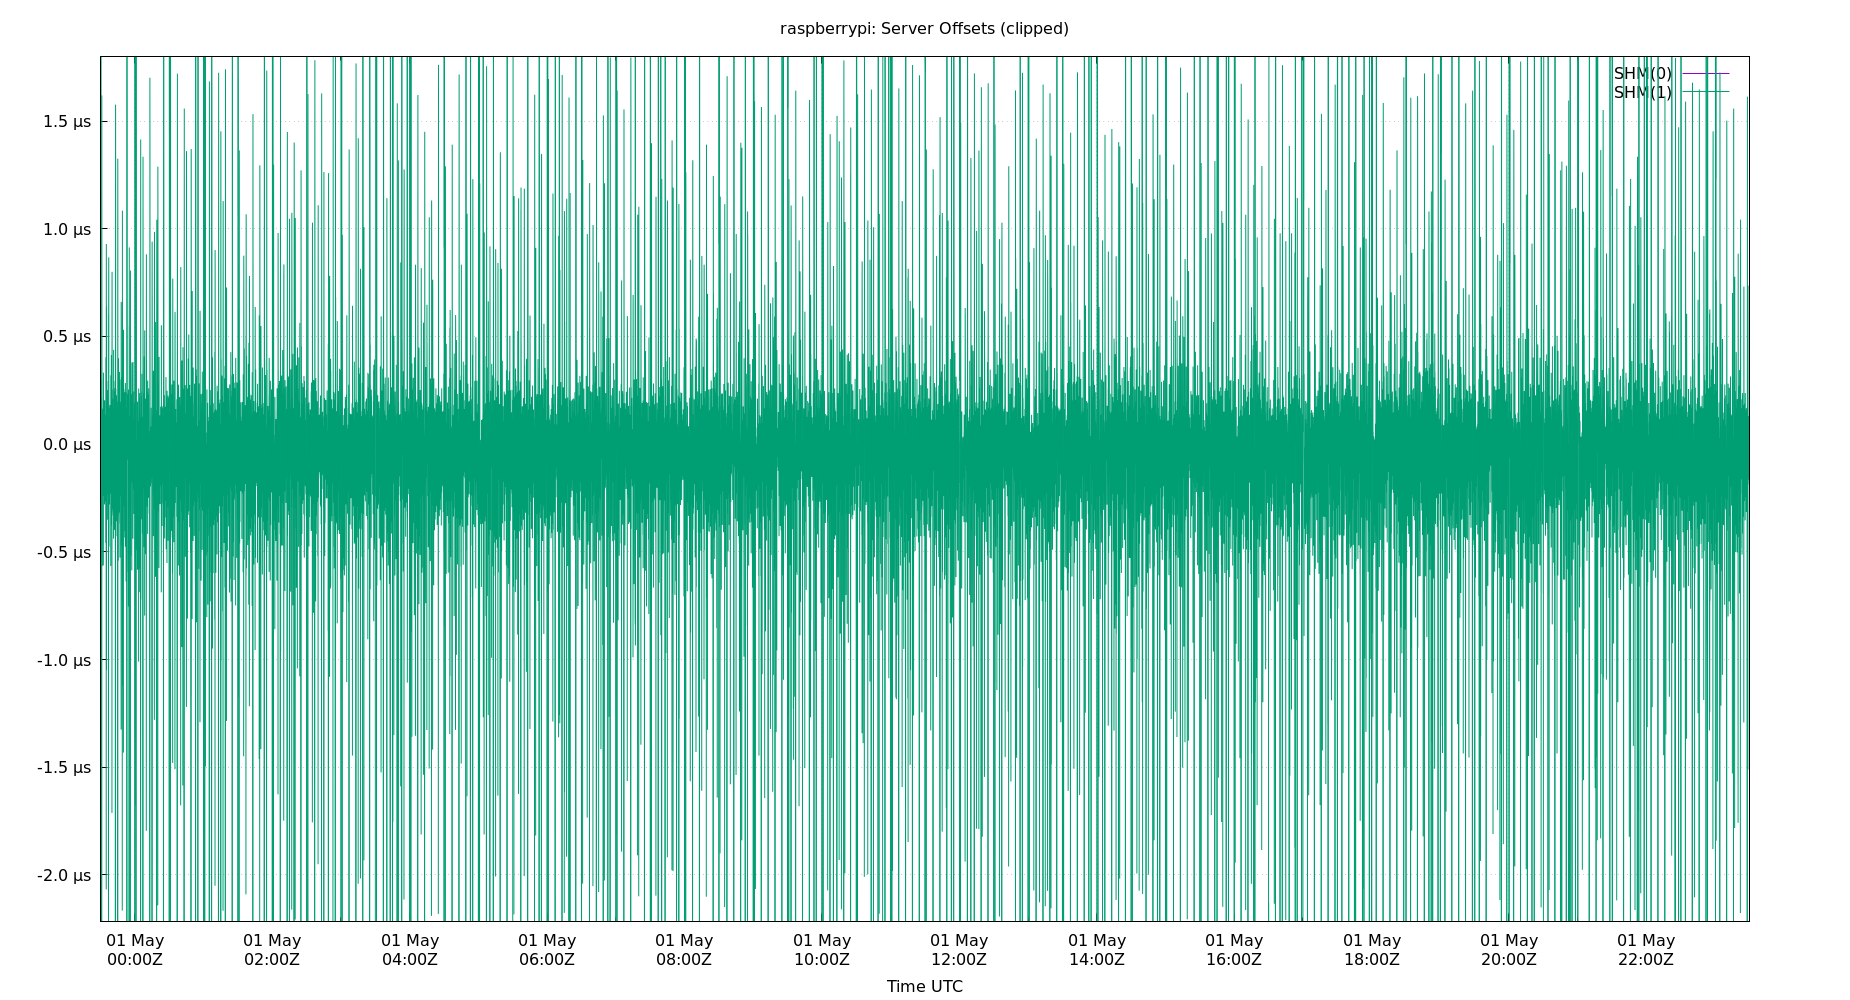 raspberrypi: Server Offsets (clipped)
SHM(0)
SHM(1)
1.5 µs
1.0 µs
0.5 µs
0.0 µs
-0.5 µs
-1.0 µs
-1.5 µs
-2.0 µs
01 May 01 May 01 May 01 May 01 May 01 May 01 May 01 May 01 May 01 May 01 May 01 May
00:00Z 02:00Z 04:00Z 06:00Z 08:00Z 10:00Z 12:00Z 14:00Z 16:00Z 18:00Z 20:00Z 22:00Z
Time UTC